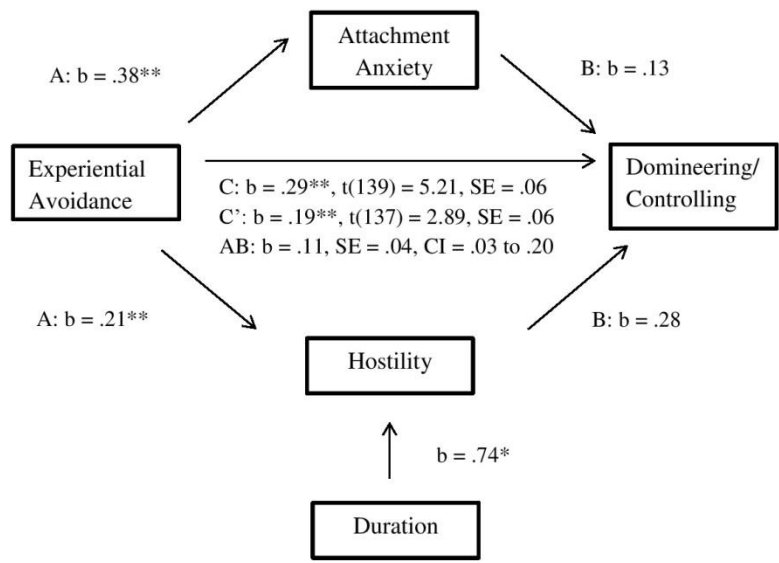 Attachment
Anxiety
A: b = .38**
B: b = .13
Experiential
Avoidance
Domineering/
Controlling
C: b = .29**, t(139) = 5.21, SE = .06
C’: b = .19**, t(137) = 2.89, SE = .06
AB: b = .11, SE = .04, CI = .03 to .20
A: b = .21**
B: b = .28
Hostility
b = .74*
Duration